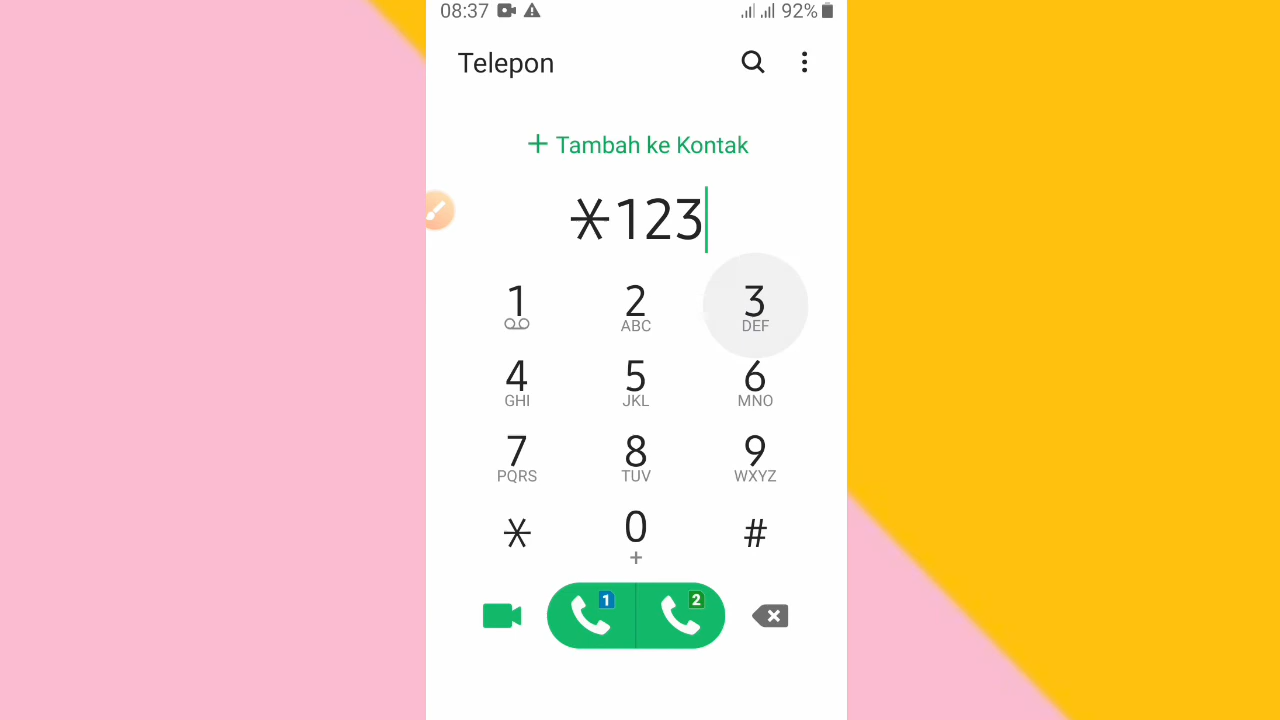 08:37 92%
Telepon
+ Tambah ke Kontak
*123
1 2 3
ABC DEF
4 5 6
GHI JKL MNO
7 8 9
PQRS TUV WXYZ
* 0 #
+
1 2